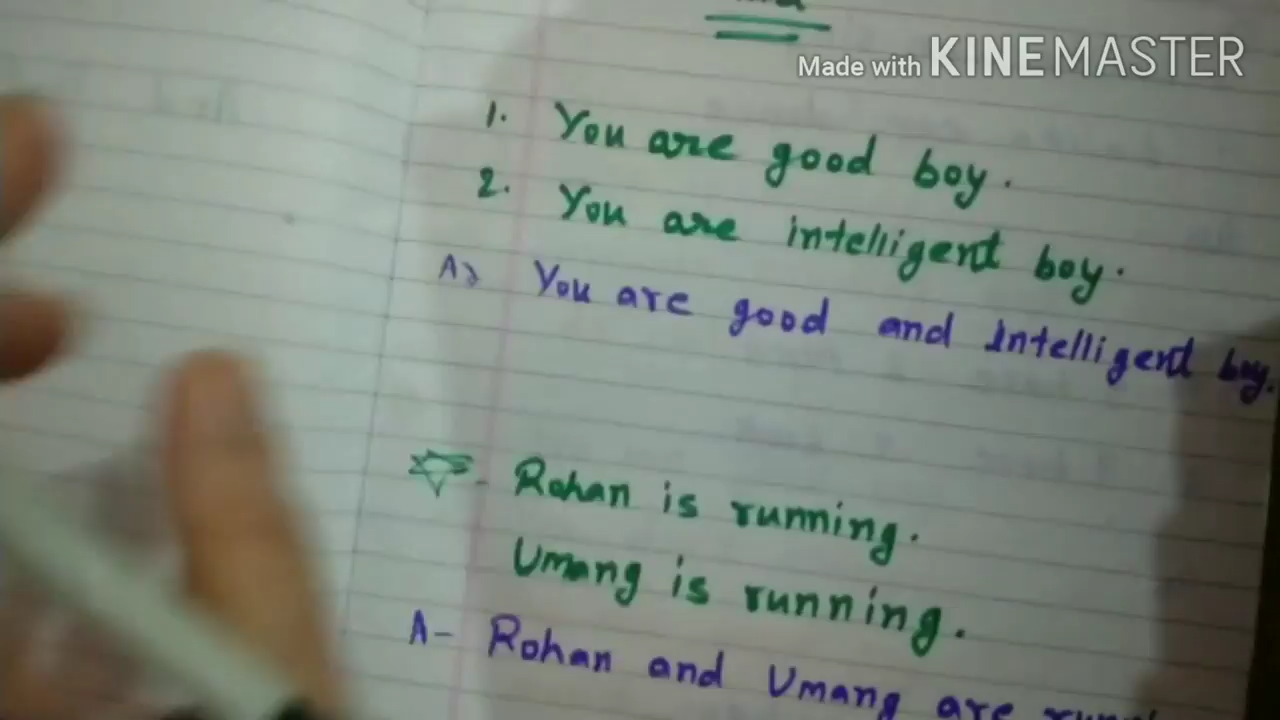 Made with KINEMASTER
1. You are good boy.
2. You are intelligent boy.
A) You are good and Intelligent boy.
Rohan is running.
Umang is running.
A- Rohan and Umang are